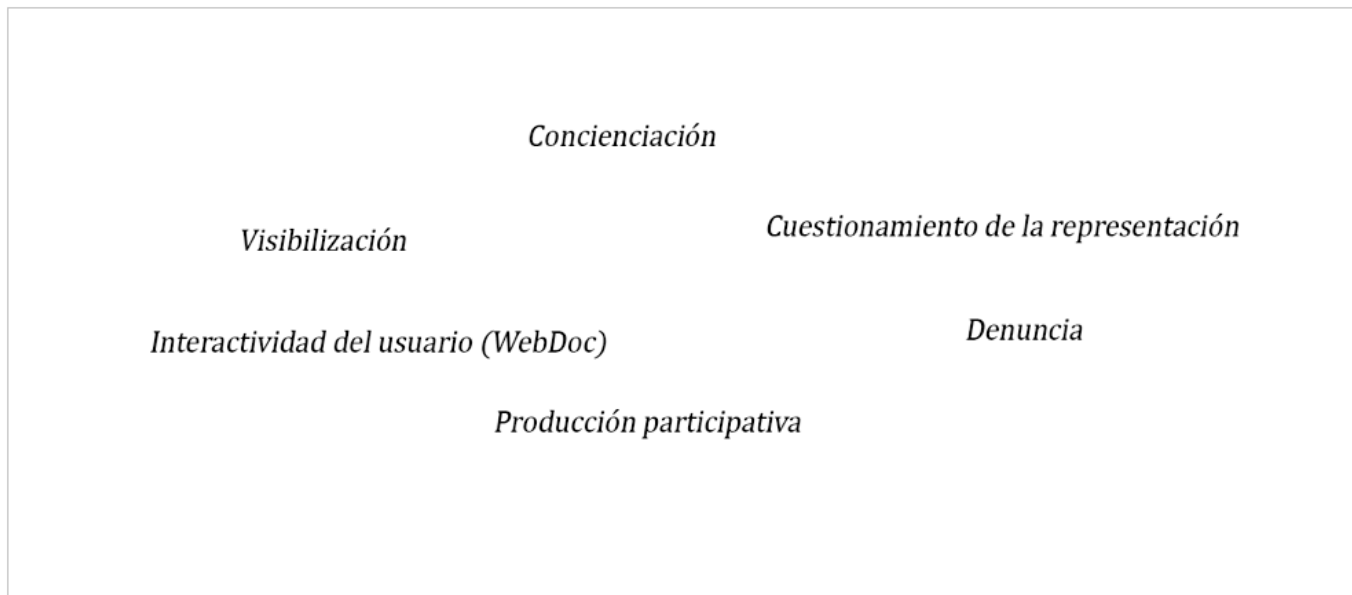 Concienciación
Cuestionamiento de la representación
Visibilización
Denuncia
Interactividad del usuario (WebDoc)
Producción participativa